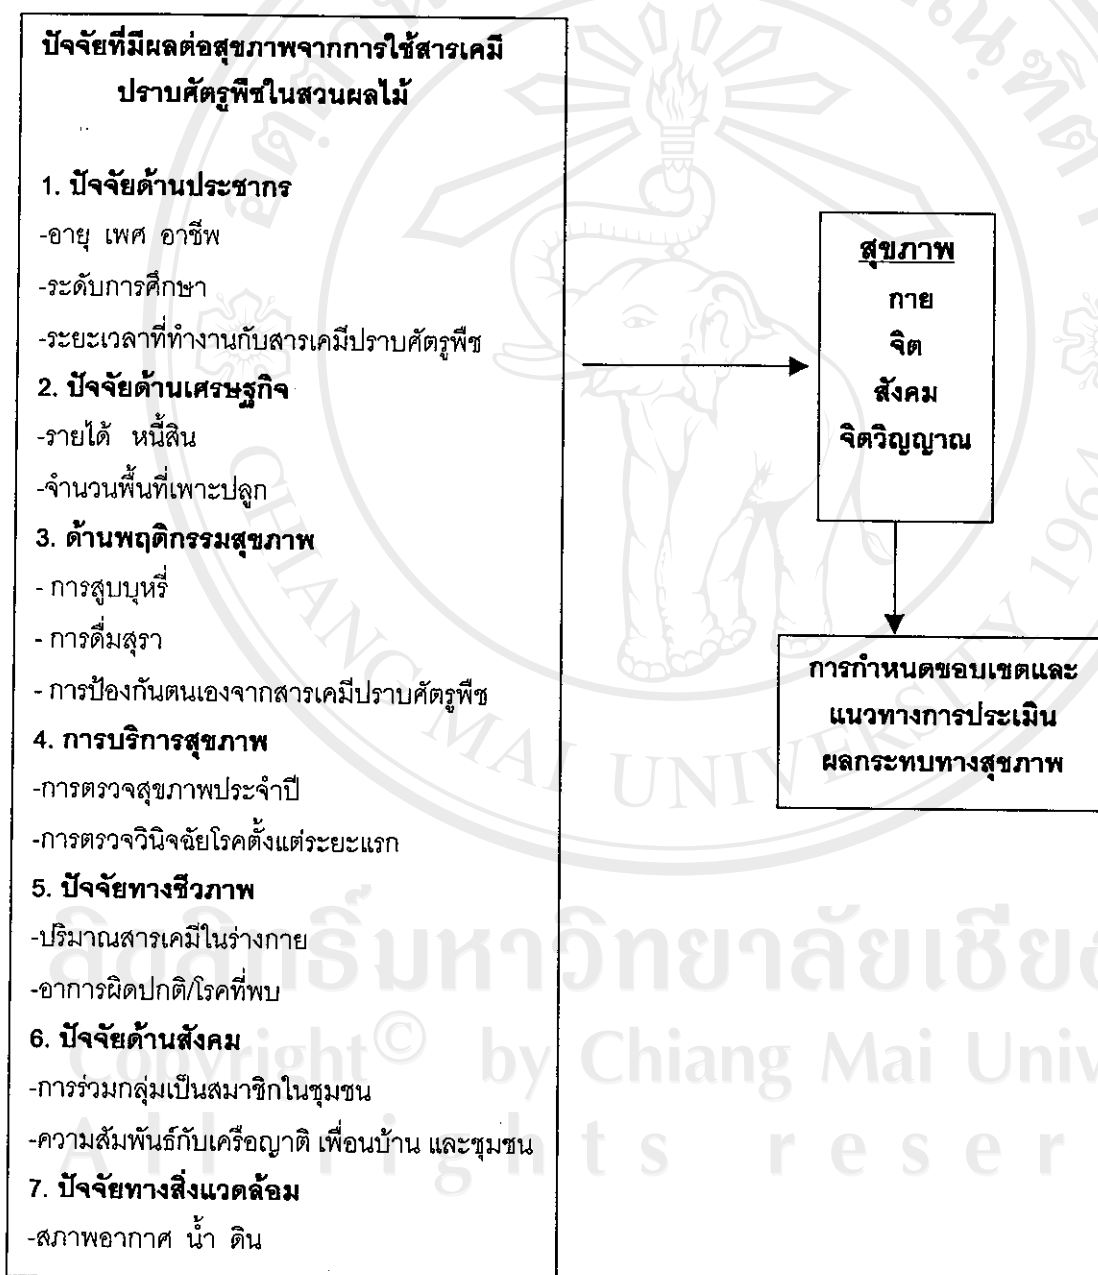 ปัจจัยที่มีผลต่อสุขภาพจากการใช้สารเคมี
ปราบศัตรูพืชในสวนผลไม้
1. ปัจจัยด้านประชากร
-อายุ เพศ อาชีพ
-ระดับการศึกษา
-ระยะเวลาที่ทำงานกับสารเคมีปราบศัตรูพืช
2. ปัจจัยด้านเศรษฐกิจ
-รายได้ หนี้สิน
-จำนวนพื้นที่เพาะปลูก
3. ด้านพฤติกรรมสุขภาพ
- การสูบบุหรี่
- การดื่มสุรา
- การป้องกันตนเองจากสารเคมีปราบศัตรูพืช
4. การบริการสุขภาพ
-การตรวจสุขภาพประจำปี
-การตรวจวินิจฉัยโรคตั้งแต่ระยะแรก
5. ปัจจัยทางชีวภาพ
-ปริมาณสารเคมีในร่างกาย
-อาการผิดปกติ/โรคที่พบ
6. ปัจจัยด้านสังคม
-การร่วมกลุ่มเป็นสมาชิกในชุมชน
-ความสัมพันธ์กับเครือญาติ เพื่อนบ้าน และชุมชน
7. ปัจจัยทางสิ่งแวดล้อม
-สภาพอากาศ น้ำ ดิน
สุขภาพ
กาย
จิต
สังคม
จิตวิญญาณ
การกำหนดขอบเขตและ
แนวทางการประเมิน
ผลกระทบทางสุขภาพ
CHIANG MAI UNIVERSITY 1964
ลิขสิทธิ์มหาวิทยาลัยเชีย
Copyright © by Chiang Mai Univ
All rights reser